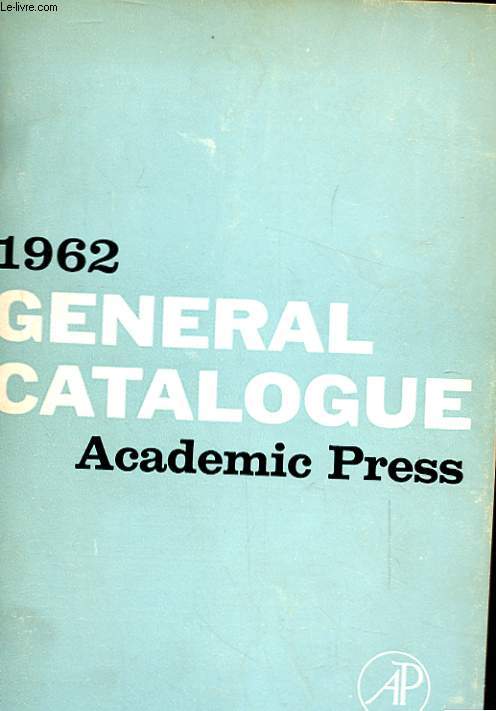 Le-livre.com
1962
GENERAL
CATALOGUE
Academic Press
AP